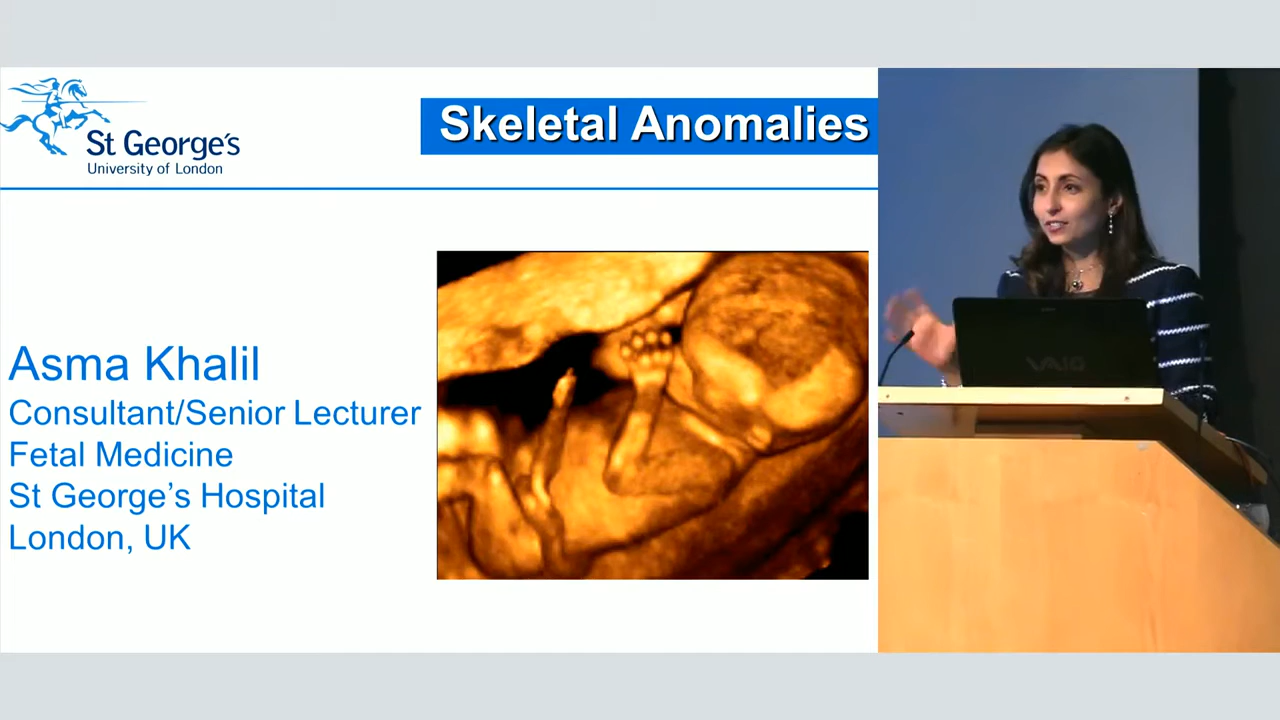 St George's
University of London
Skeletal Anomalies
Asma Khalil
Consultant/Senior Lecturer
Fetal Medicine
St George’s Hospital
London, UK
VAIO